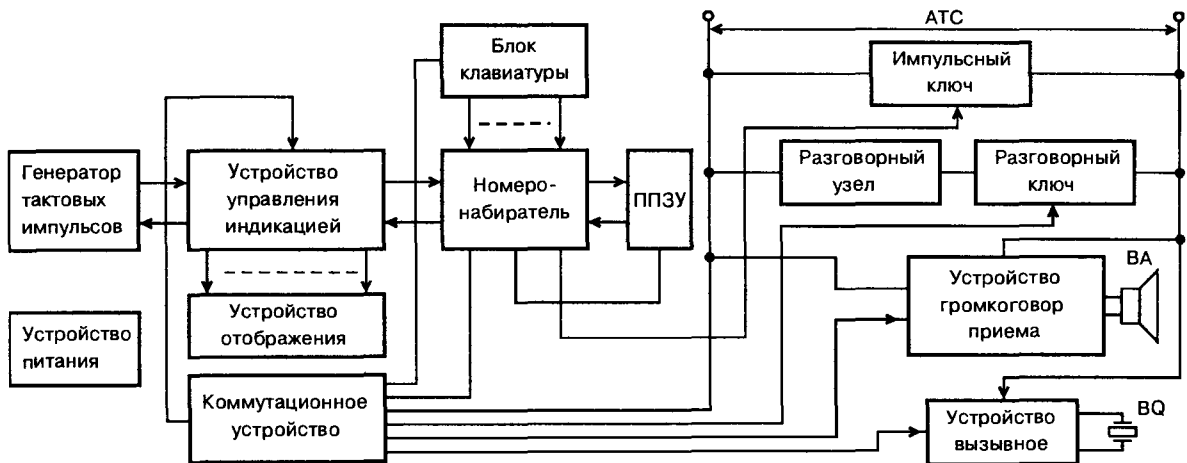 АТС
Блок
клавиатуры
Импульсный
ключ
Генератор
тактовых
импульсов
Устройство
управления
индикацией
Номеро-
набиратель
ППЗУ
Разговорный
узел
Разговорный
ключ
Устройство
громкоговор
приема
ВА
Устройство
питания
Устройство
отображения
Коммутационное
устройство
Устройство
вызывное
BQ